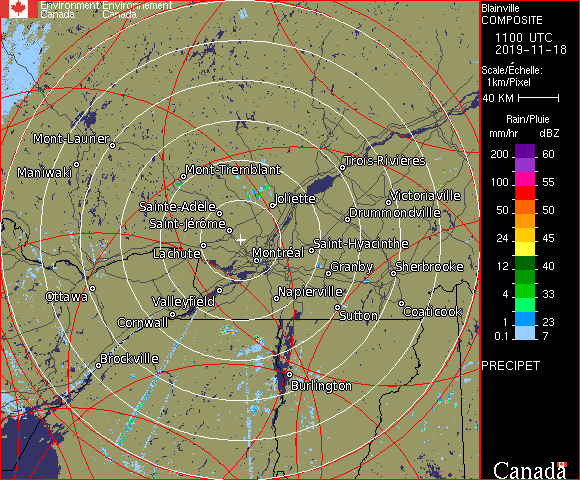 Environment Environnement
Canada Canada
Mont-Laurier
Maniwaki
Mont-Tremblant
Trois-Rivières
Joliette
Victoriaville
Sainte-Adèle
Drummondville
Saint-Jérôme
Lachute
Montréal
Saint-Hyacinthe
Granby
Sherbrooke
Ottawa
Valleyfield
Napierville
Cornwall
Sutton
Coaticook
Brockville
Burlington
Blainville
COMPOSITE
1100 UTC
2019-11-18
Scale/Échelle:
1km/Pixel
40 KM
Rain/Pluie
mm/hr dBZ
200 60
100 55
50 50
24 45
12 40
4 33
1 23
0.1 7
PRECIPET
Canada